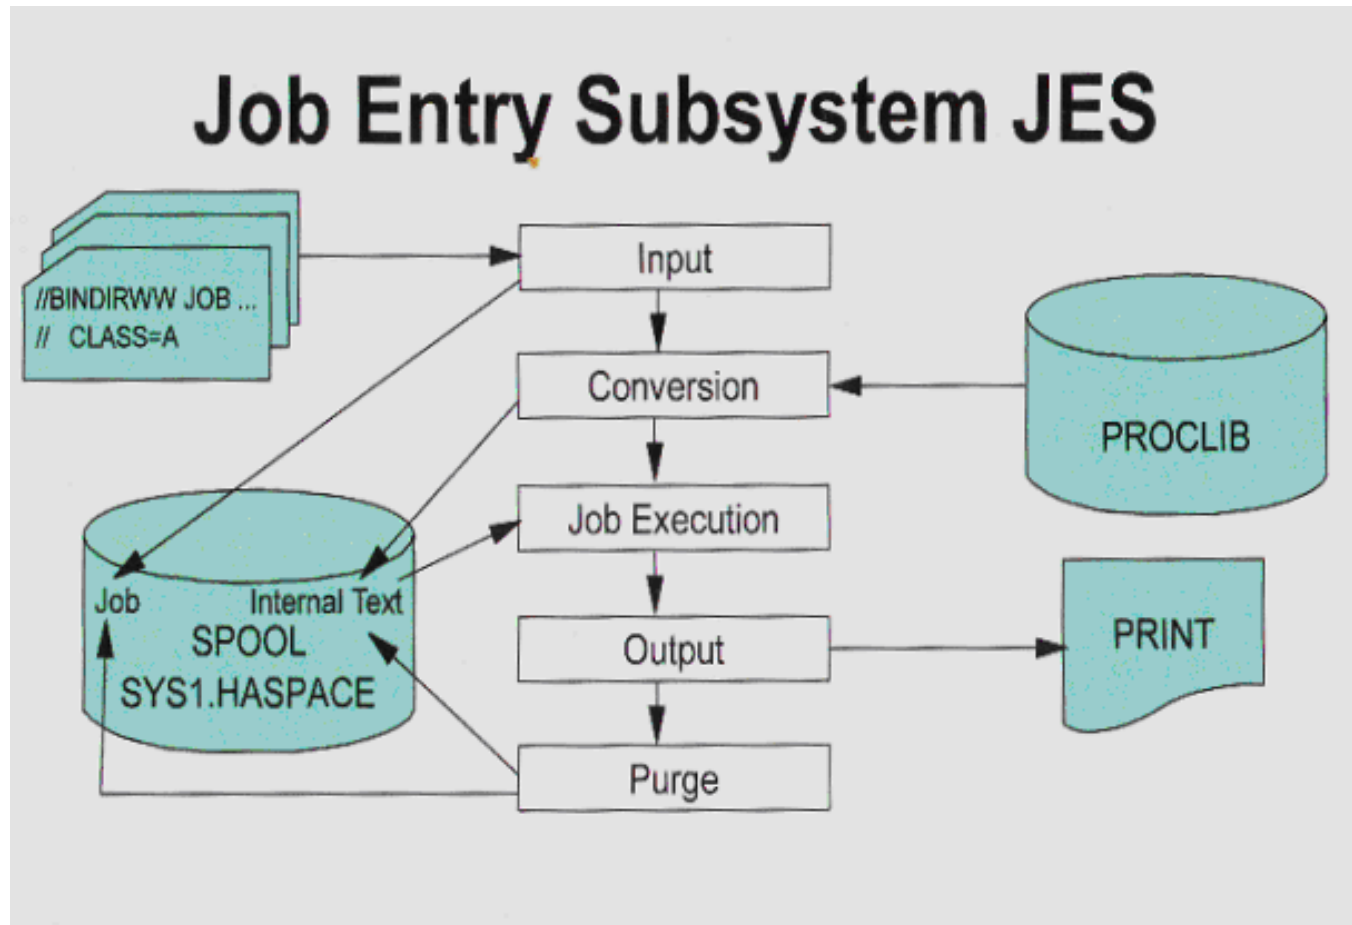 Job Entry Subsystem JES
//BINDIRWW JOB ...
// CLASS=A
Input
Conversion
PROCLIB
Job Execution
Job
Internal Text
SPOOL
SYS1.HASPACE
Output
PRINT
Purge